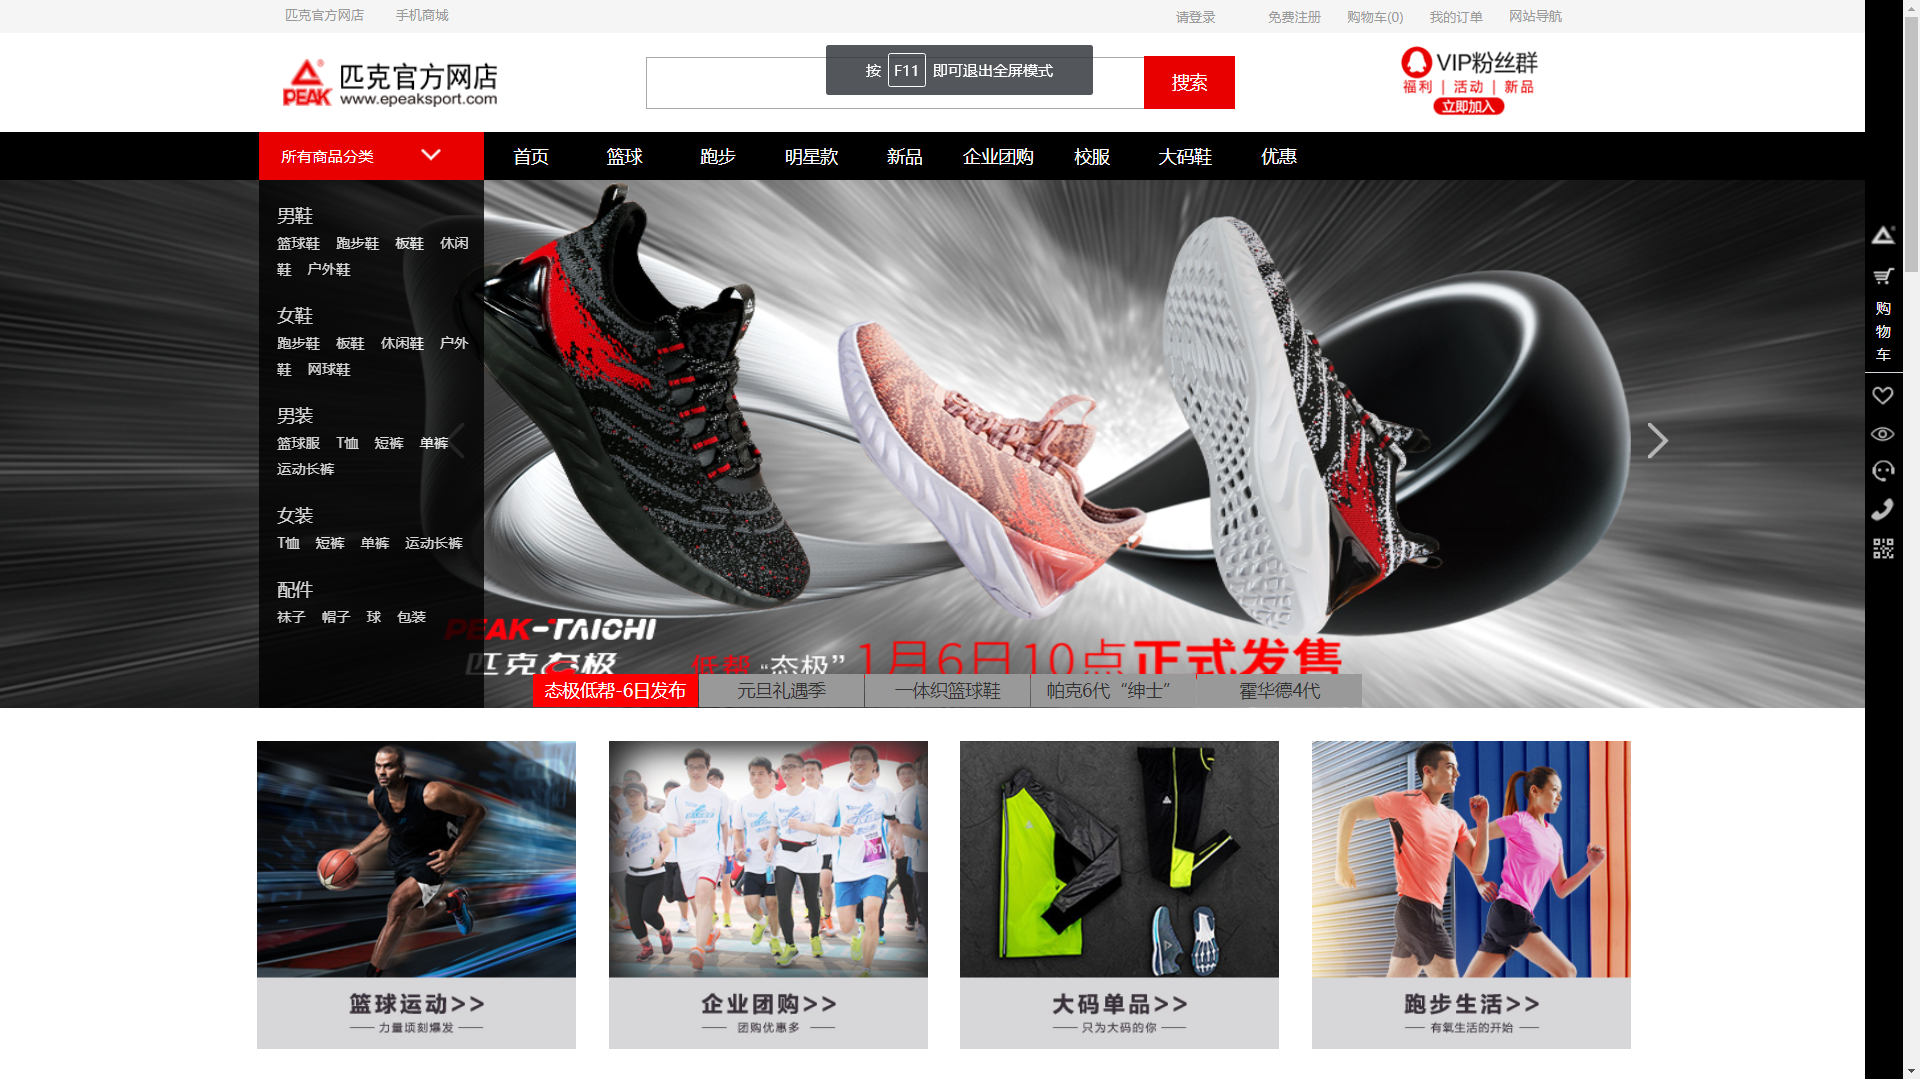 匹克官方网店 手机商城 请登录 免费注册 购物车(0) 我的订单 网站导航
PEAK 匹克官方网店
www.epeaksport.com
按 F11 即可退出全屏模式
搜索
VIP粉丝群
福利 | 活动 | 新品
立即加入
所有商品分类 首页 篮球 跑步 明星款 新品 企业团购 校服 大码鞋 优惠
男鞋
篮球鞋 跑步鞋 板鞋 休闲
鞋 户外鞋
女鞋
跑步鞋 板鞋 休闲鞋 户外
鞋 网球鞋
男装
篮球服 T恤 短裤 单裤
运动长裤
女装
T恤 短裤 单裤 运动长裤
配件
袜子 帽子 球 包装
购
物
车
PEAK-TAICHI
匹克态极 低帮 “态极” 1月6日10点正式发售
态极低帮-6日发布 元旦礼遇季 一体织篮球鞋 帕克6代“绅士” 霍华德4代
篮球运动>>
力量顷刻爆发
企业团购>>
团购优惠多
大码单品>>
只为大码的你
跑步生活>>
有氧生活的开始